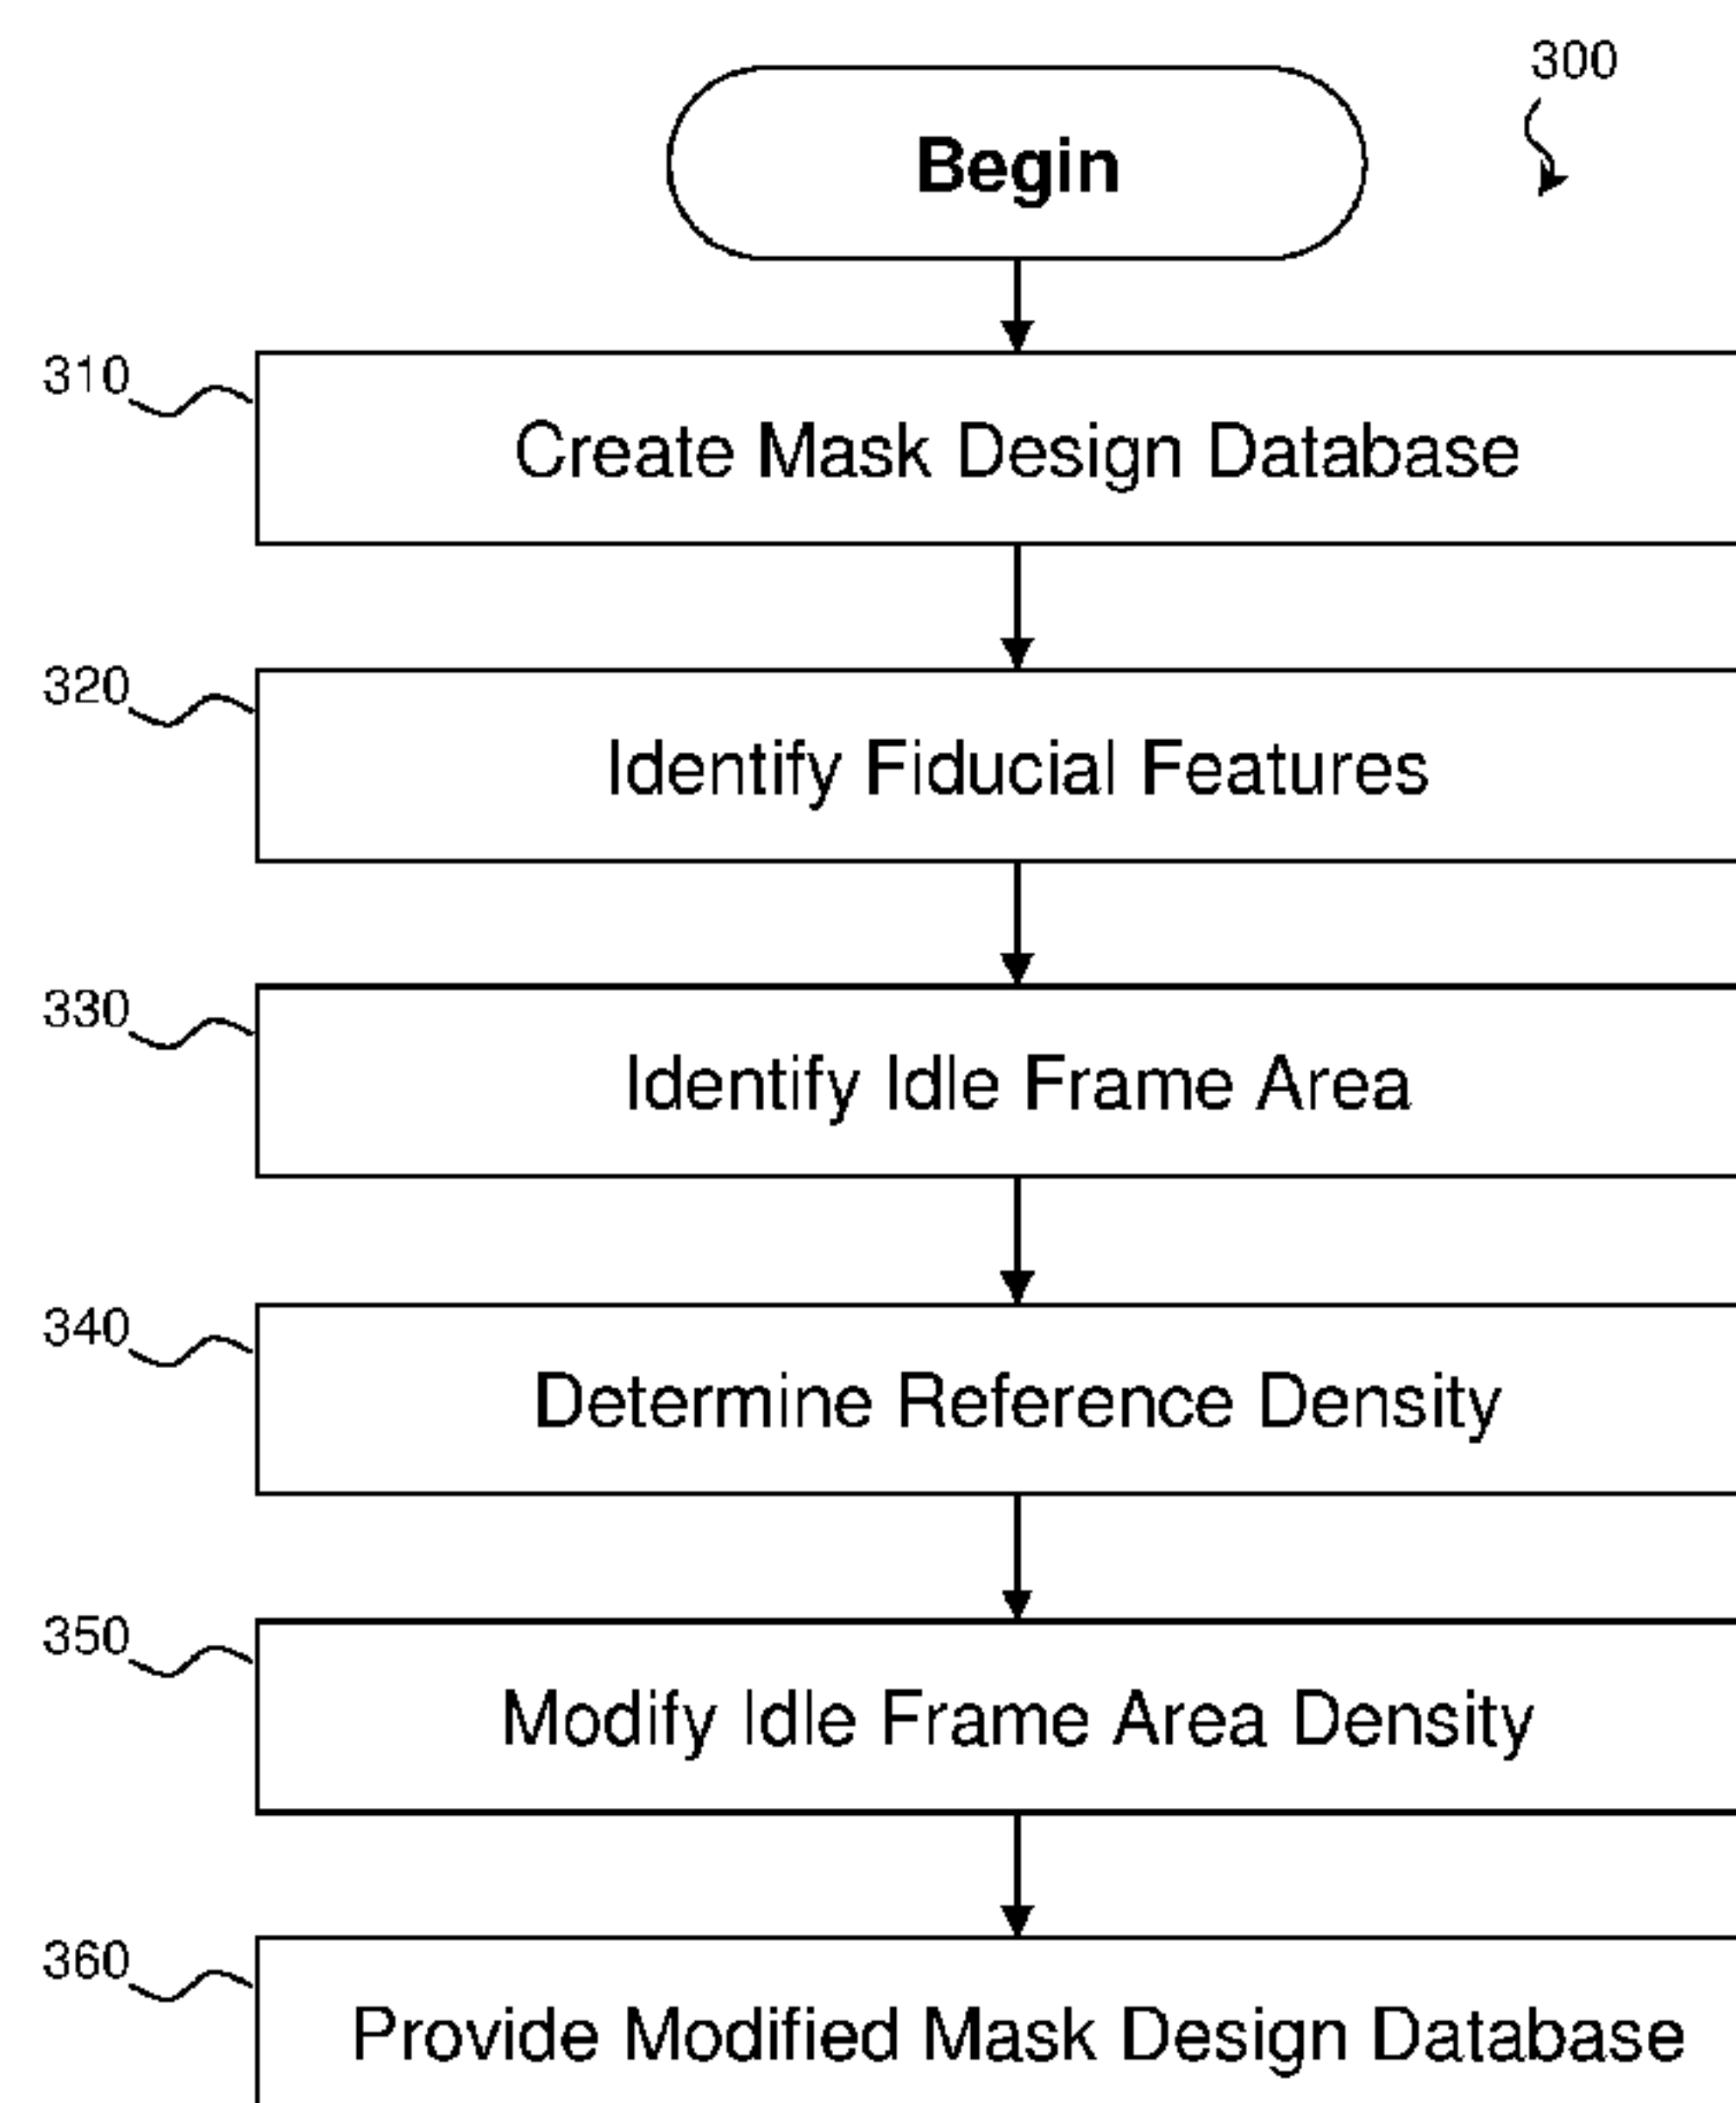 300
Begin
310
Create Mask Design Database
320
Identify Fiducial Features
330
Identify Idle Frame Area
340
Determine Reference Density
350
Modify Idle Frame Area Density
360
Provide Modified Mask Design Database